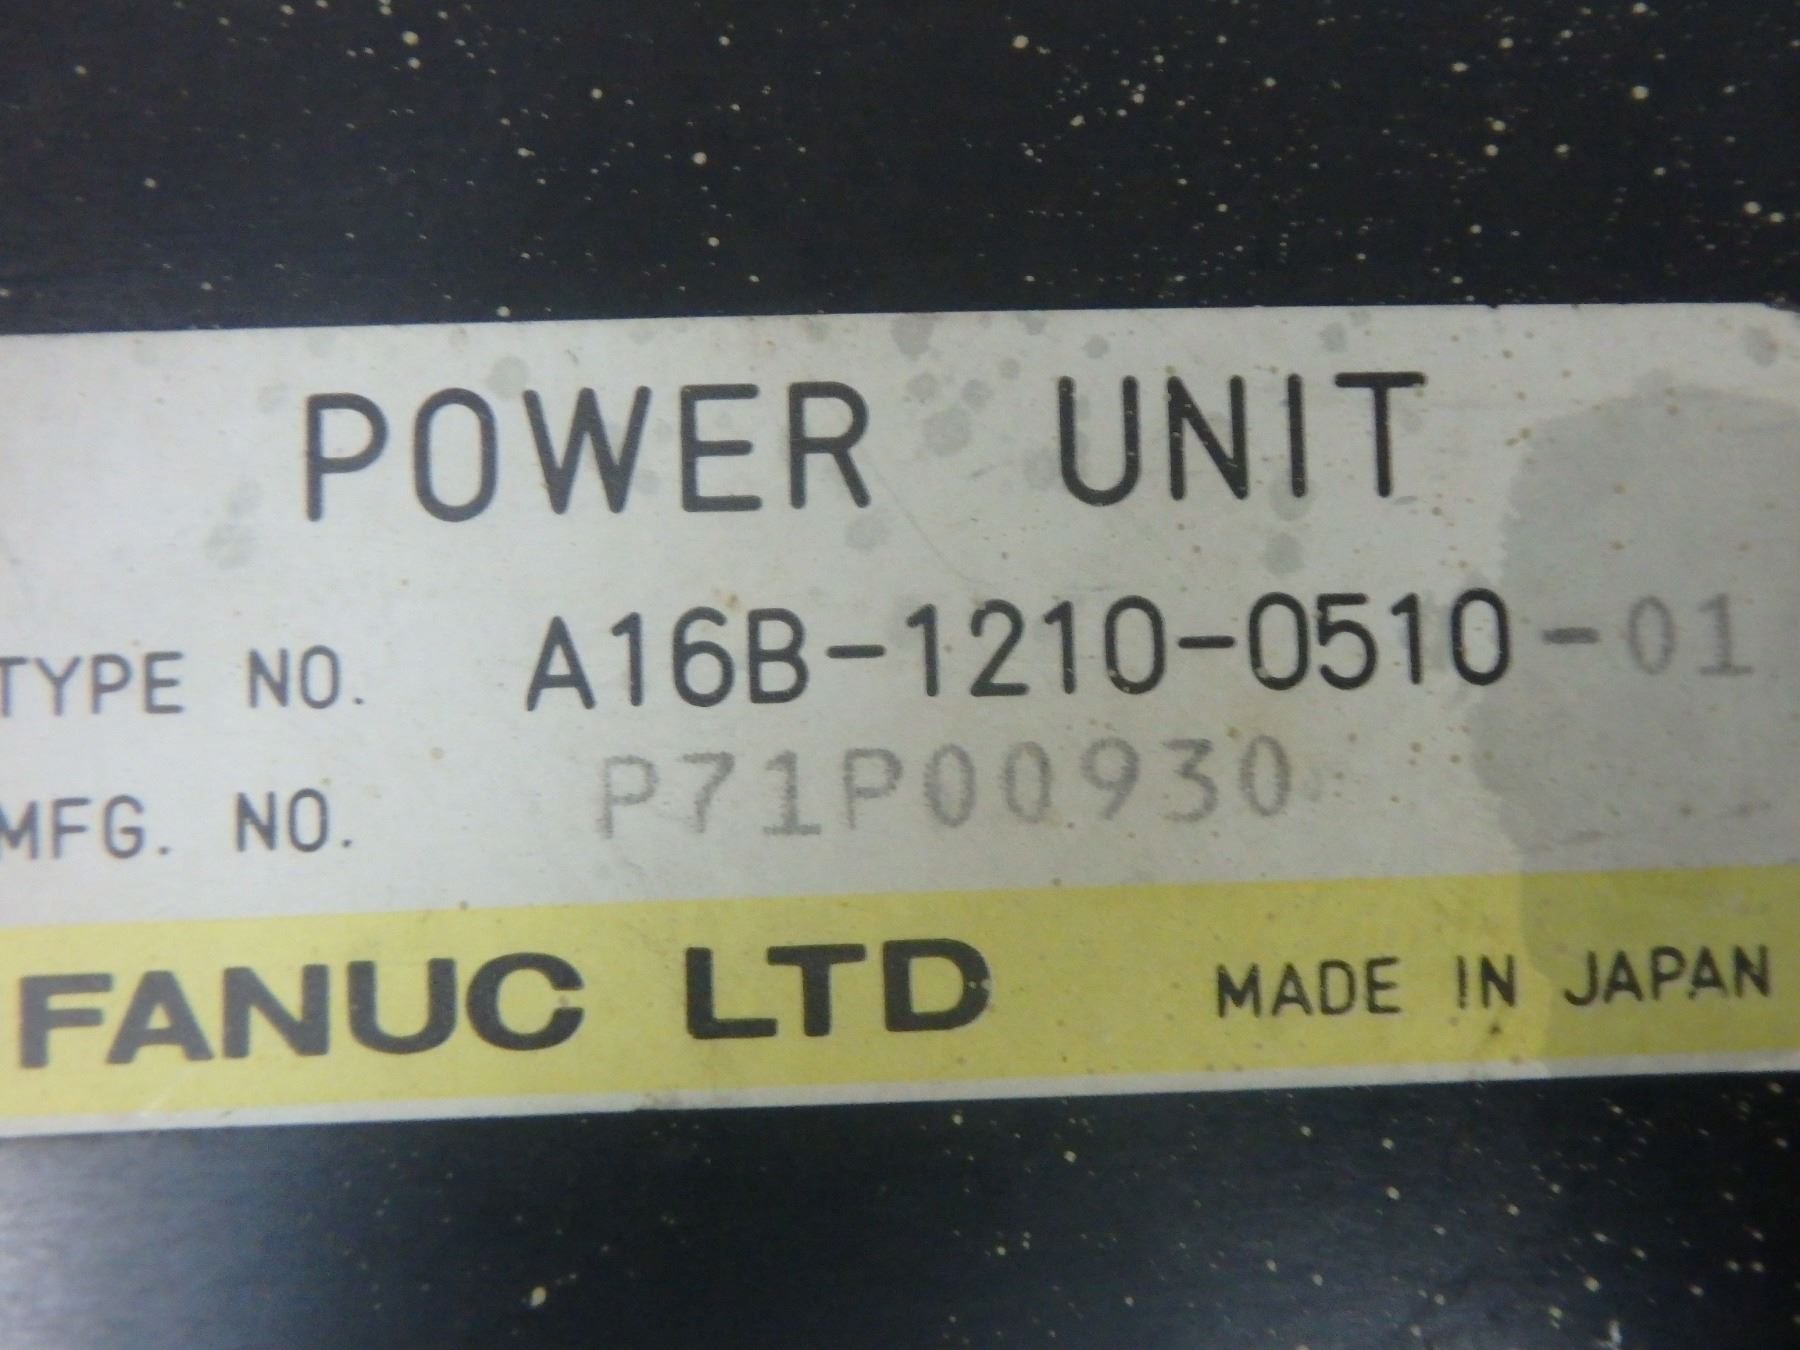 POWER UNIT
TYPE NO. A16B-1210-0510-01
MFG. NO. P71P00930
FANUC LTD MADE IN JAPAN